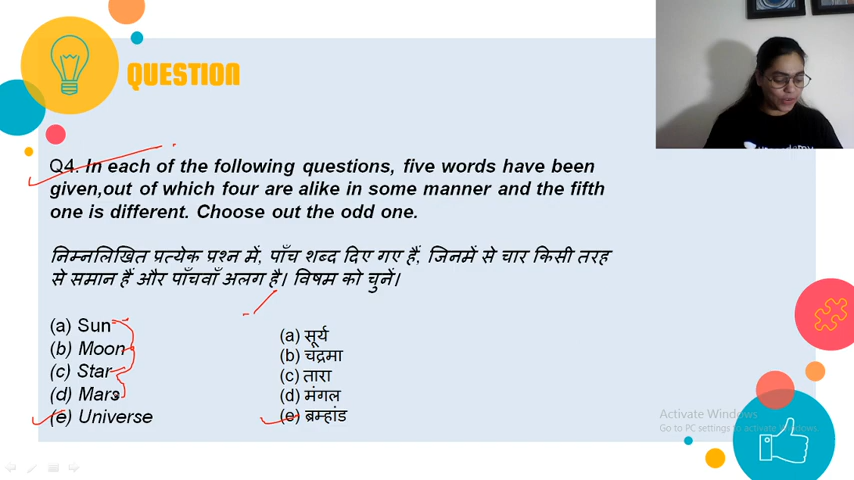 QUESTION
Q4. In each of the following questions, five words have been
given,out of which four are alike in some manner and the fifth
one is different. Choose out the odd one.
निम्नलिखित प्रत्येक प्रश्न में, पाँच शब्द दिए गए हैं, जिनमें से चार किसी तरह
से समान हैं और पाँचवाँ अलग है। विषम को चुनें।
(a) Sun
(b) Moon
(c) Star
(d) Mars
(e) Universe
(a) सूर्य
(b) चंद्रमा
(c) तारा
(d) मंगल
(e) ब्रम्हांड
Activate Windows
Go to PC settings to activate Windows.